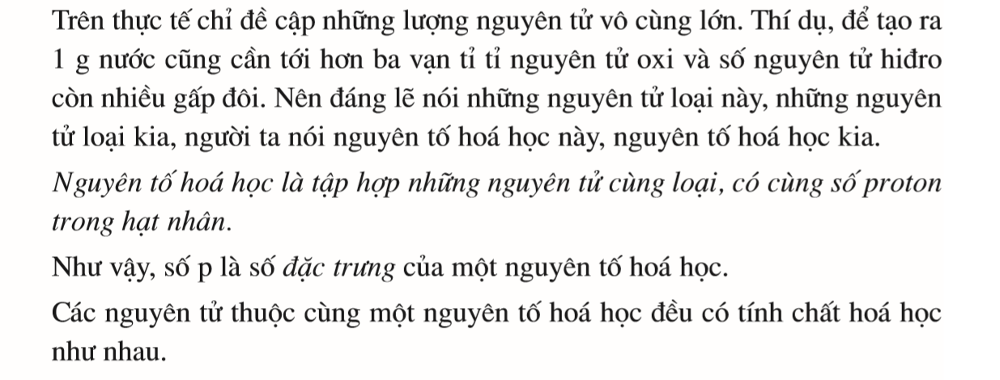 Trên thực tế chỉ đề cập những lượng nguyên tử vô cùng lớn. Thí dụ, để tạo ra
1 g nước cũng cần tới hơn ba vạn tỉ tỉ nguyên tử oxi và số nguyên tử hiđro
còn nhiều gấp đôi. Nên đáng lẽ nói những nguyên tử loại này, những nguyên
tử loại kia, người ta nói nguyên tố hoá học này, nguyên tố hoá học kia.
Nguyên tố hoá học là tập hợp những nguyên tử cùng loại, có cùng số proton
trong hạt nhân.
Như vậy, số p là số đặc trưng của một nguyên tố hoá học.
Các nguyên tử thuộc cùng một nguyên tố hoá học đều có tính chất hoá học
như nhau.